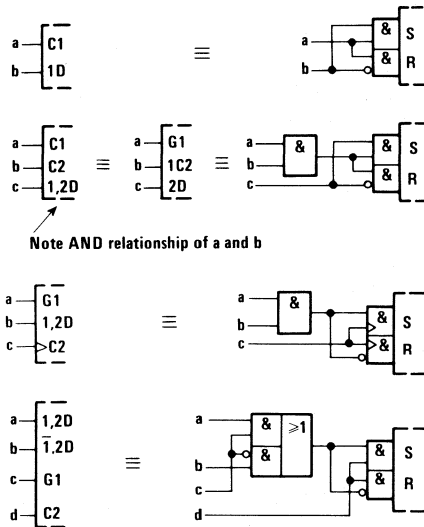 a C1 ≡ a & S
b 1D b & R
a C1 a G1 a & & S
b C2 ≡ b 1C2 ≡ b & R
c 1,2D c 2D c
Note AND relationship of a and b
a G1 a & & S
b 1,2D ≡ b & R
c C2 c
a 1,2D a & ≥1 & S
b 1̅,2D ≡ b & & R
c G1 c
d C2 d